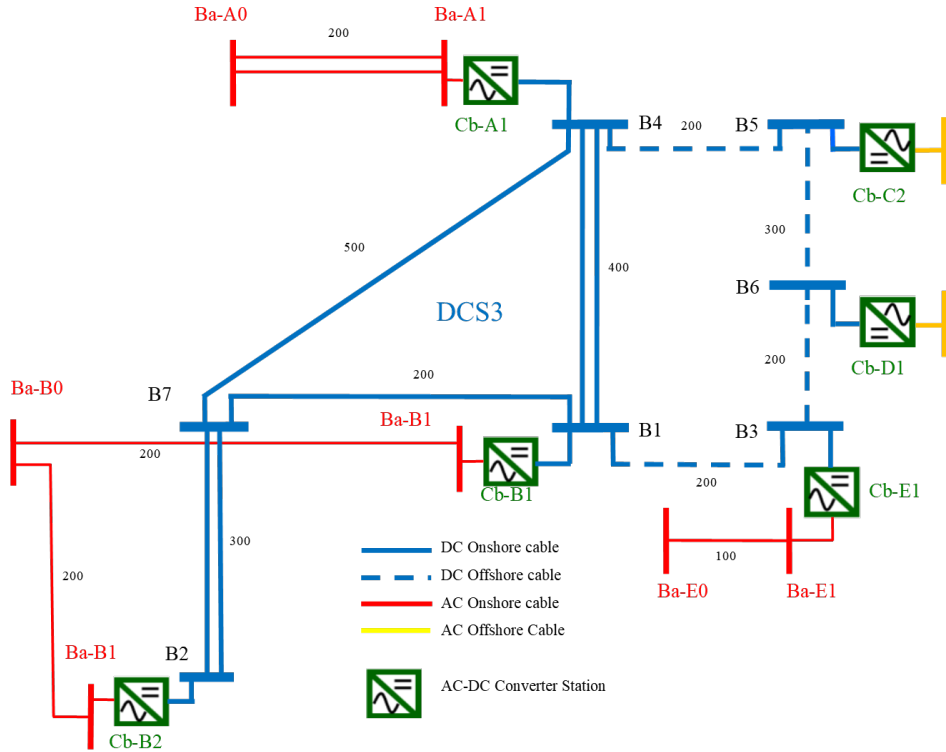 Ba-A0
Ba-A1
200
Cb-A1
B4
200
B5
Cb-C2
500
400
300
B6
DCS3
200
Cb-D1
Ba-B0
B7
200
Ba-B1
B1
B3
200
Cb-B1
200
Cb-E1
300
DC Onshore cable
100
200
DC Offshore cable
Ba-E0
Ba-E1
AC Onshore cable
AC Offshore Cable
Ba-B1
B2
AC-DC Converter Station
Cb-B2